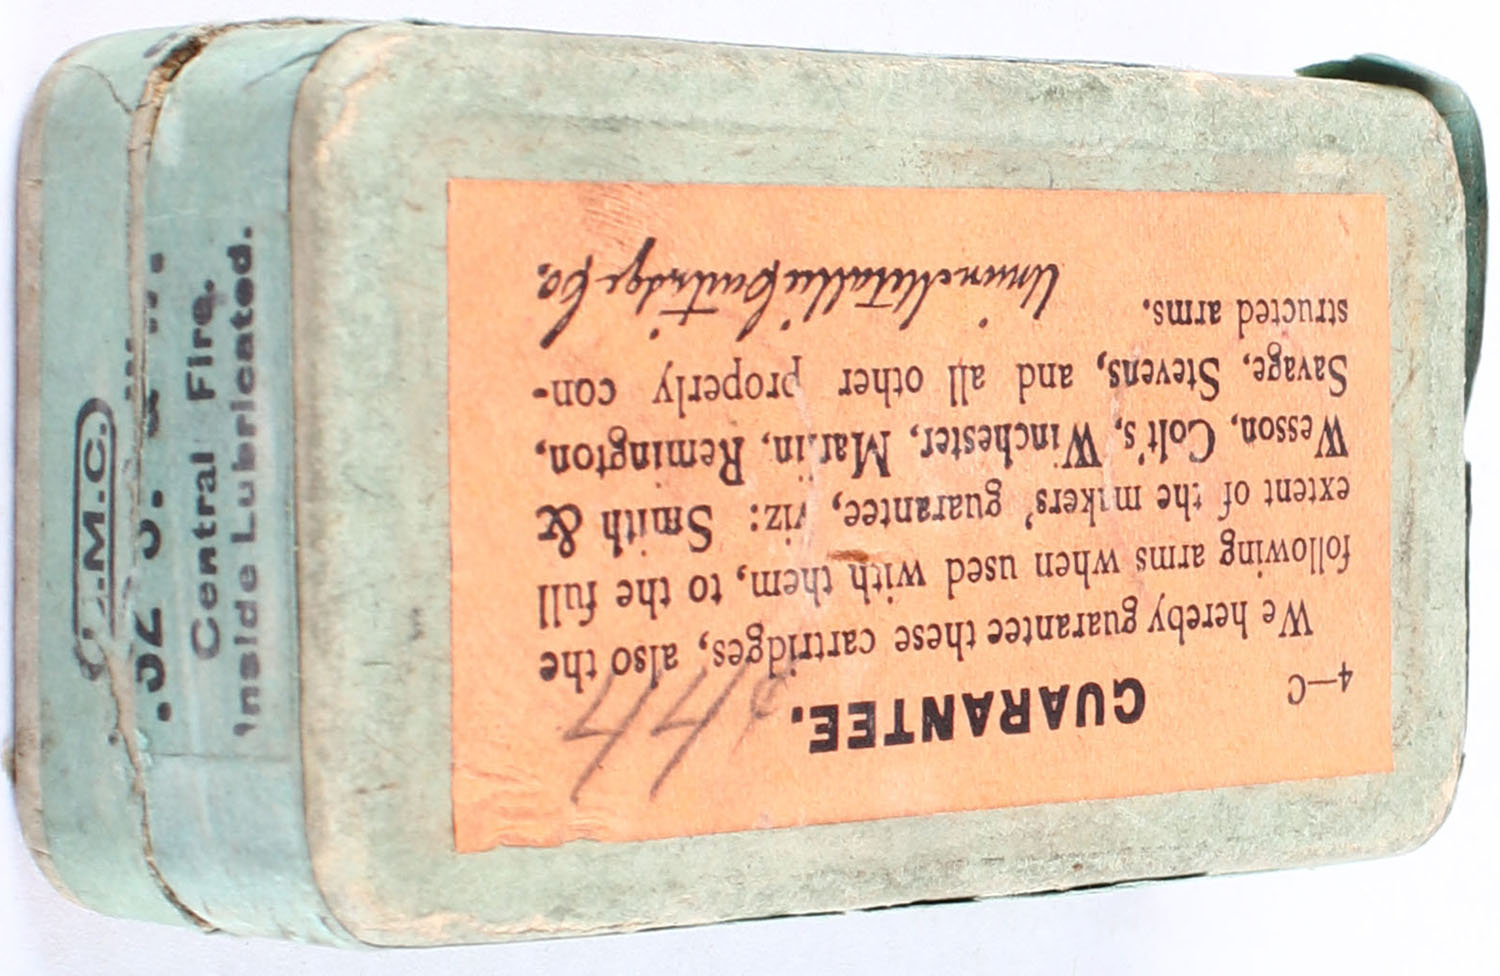 4—C
GUARANTEE.
We hereby guarantee these cartridges, also the
following arms when used with them, to the full
extent of the makers' guarantee, viz: Smith &
Wesson, Colt's, Winchester, Marlin, Remington,
Savage, Stevens, and all other properly con-
structed arms.
Union Metallic Cartridge Co.
U.M.C.
.32 S. & W.
Central Fire.
Inside Lubricated.